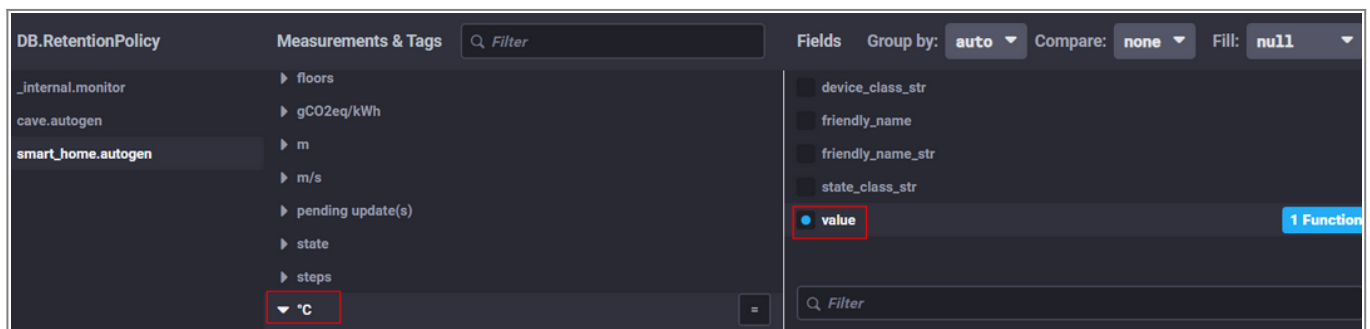 DB.RetentionPolicy
_internal.monitor
cave.autogen
smart_home.autogen
Measurements & Tags Filter
floors
gCO2eq/kWh
m
m/s
pending update(s)
state
steps
°C =
Fields Group by: auto Compare: none Fill: null
device_class_str
friendly_name
friendly_name_str
state_class_str
value 1 Function
Filter